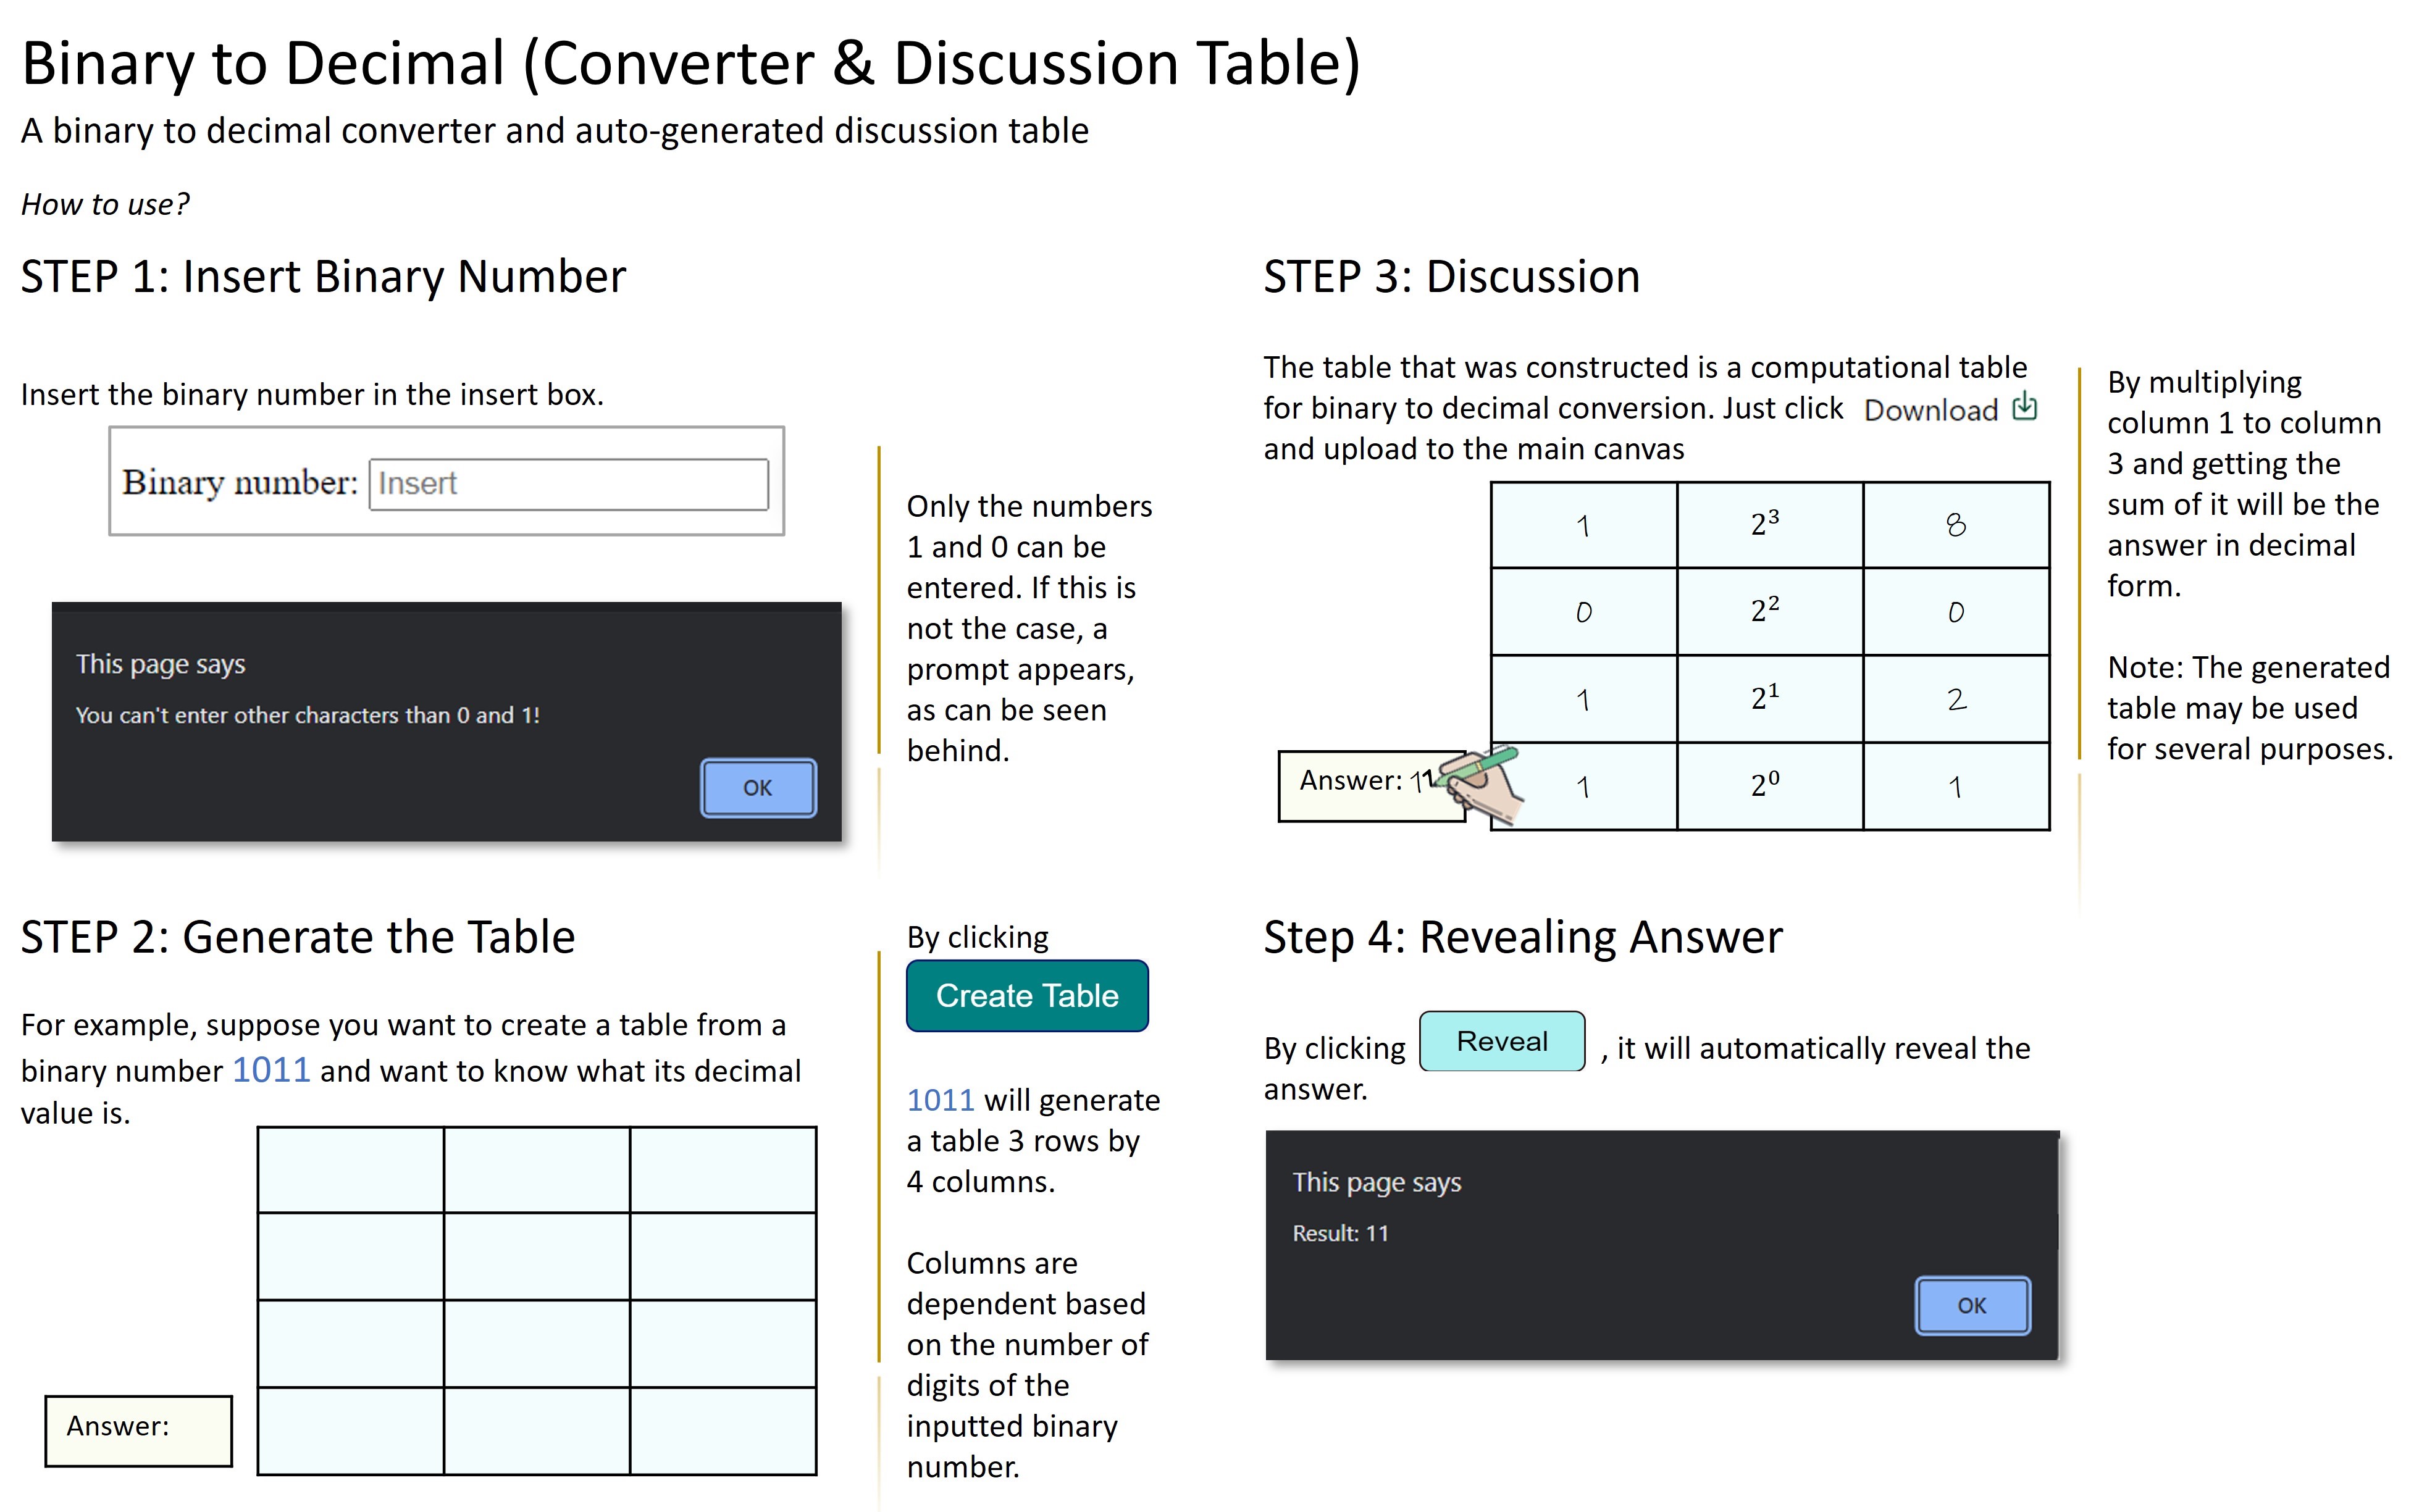 Binary to Decimal (Converter & Discussion Table)
A binary to decimal converter and auto-generated discussion table
How to use?
STEP 1: Insert Binary Number
Insert the binary number in the insert box.
Binary number: Insert
This page says
You can't enter other characters than 0 and 1!
OK
Only the numbers
1 and 0 can be
entered. If this is
not the case, a
prompt appears,
as can be seen
behind.
STEP 2: Generate the Table
For example, suppose you want to create a table from a
binary number 1011 and want to know what its decimal
value is.
Answer:
By clicking
Create Table
1011 will generate
a table 3 rows by
4 columns.
Columns are
dependent based
on the number of
digits of the
inputted binary
number.
STEP 3: Discussion
The table that was constructed is a computational table
for binary to decimal conversion. Just click Download
and upload to the main canvas
1 2³ 8
0 2² 0
1 2¹ 2
1 2⁰ 1
Answer: 11
By multiplying
column 1 to column
3 and getting the
sum of it will be the
answer in decimal
form.
Note: The generated
table may be used
for several purposes.
Step 4: Revealing Answer
By clicking Reveal , it will automatically reveal the
answer.
This page says
Result: 11
OK